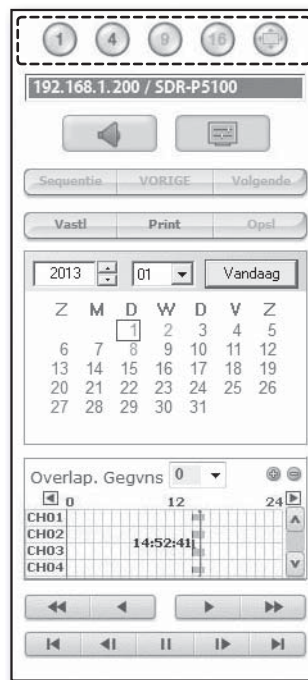 1 4 9 16
192.168.1.200 / SDR-P5100
Sequentie VORIGE Volgende
Vastl Print Opsl
2013 01 Vandaag
Z M D W D V Z
1 2 3 4 5
6 7 8 9 10 11 12
13 14 15 16 17 18 19
20 21 22 23 24 25 26
27 28 29 30 31
Overlap. Gegvns 0
0 12 24
CH01
CH02
14:52:41
CH03
CH04